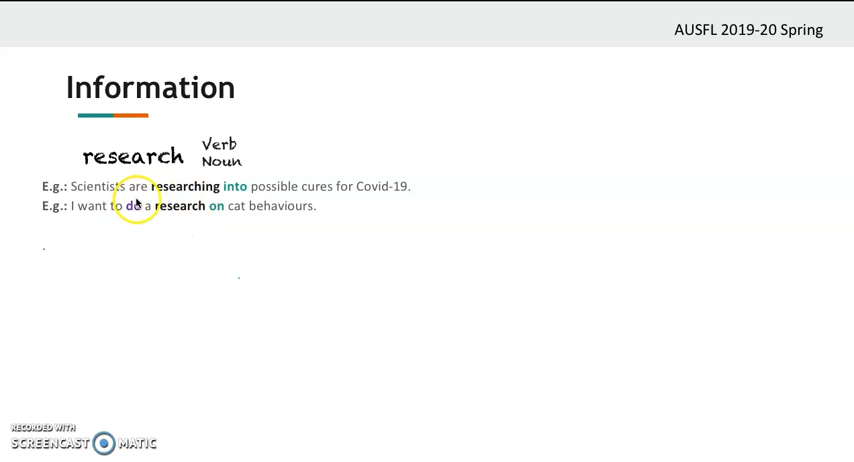 AUSFL 2019-20 Spring
Information
research
Verb
Noun
E.g.: Scientists are researching into possible cures for Covid-19.
E.g.: I want to do a research on cat behaviours.
.
RECORDED WITH
SCREENCAST MATIC